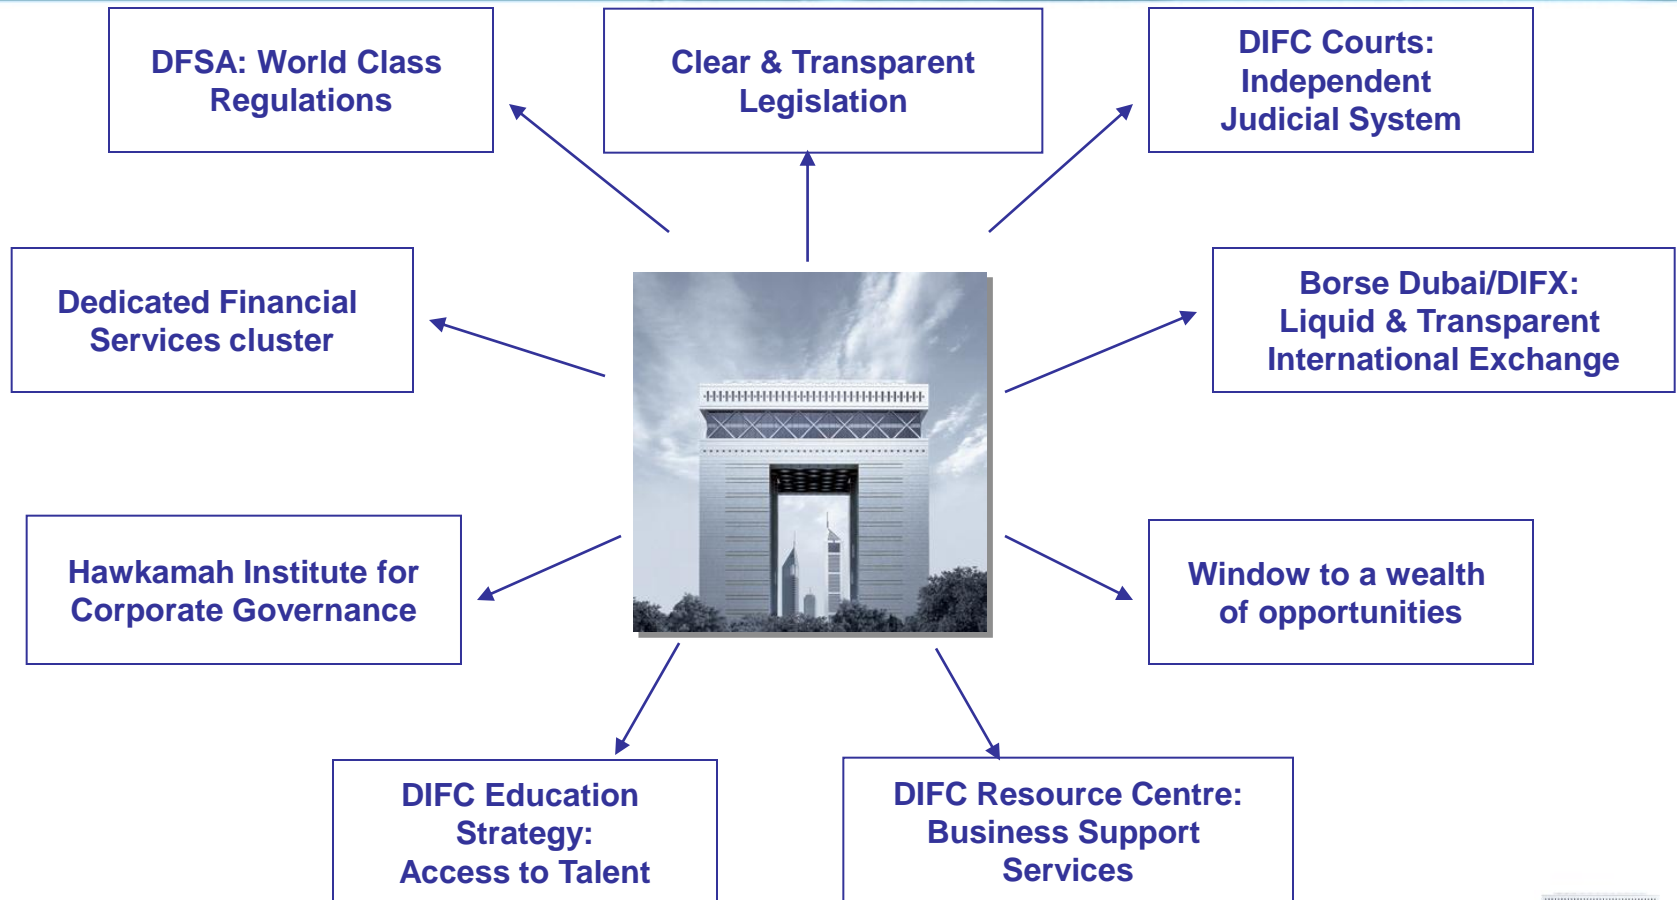 DFSA: World Class
Regulations
Clear & Transparent
Legislation
DIFC Courts:
Independent
Judicial System
Dedicated Financial
Services cluster
Borse Dubai/DIFX:
Liquid & Transparent
International Exchange
Hawkamah Institute for
Corporate Governance
Window to a wealth
of opportunities
DIFC Education
Strategy:
Access to Talent
DIFC Resource Centre:
Business Support
Services